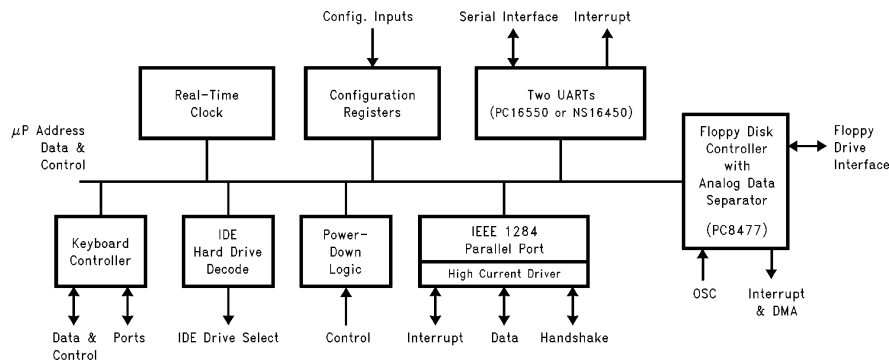 Config. Inputs
Serial Interface
Interrupt
Real-Time
Clock
Configuration
Registers
Two UARTs
(PC16550 or NS16450)
μP Address
Data &
Control
Floppy Disk
Controller
with
Analog Data
Separator
(PC8477)
Floppy
Drive
Interface
Keyboard
Controller
IDE
Hard Drive
Decode
Power-
Down
Logic
IEEE 1284
Parallel Port
High Current Driver
OSC
Interrupt
& DMA
Data &
Control
Ports
IDE Drive Select
Control
Interrupt
Data
Handshake